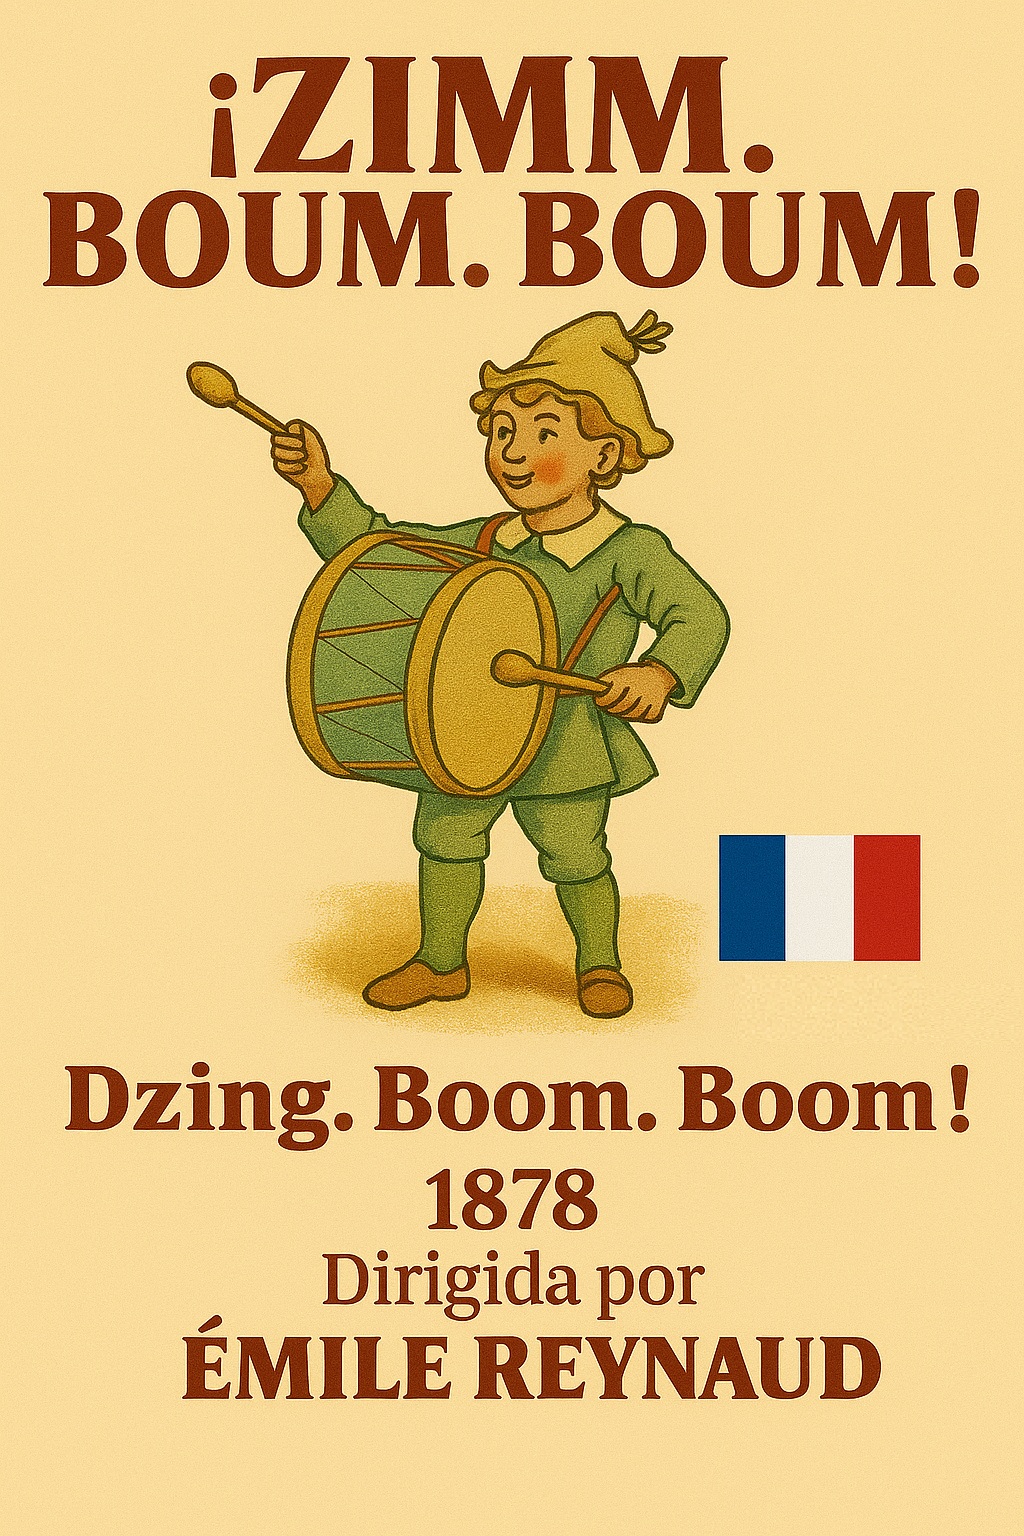 ¡ZIMM.
BOUM. BOUM!
Dzing. Boom. Boom!
1878
Dirigida por
ÉMILE REYNAUD